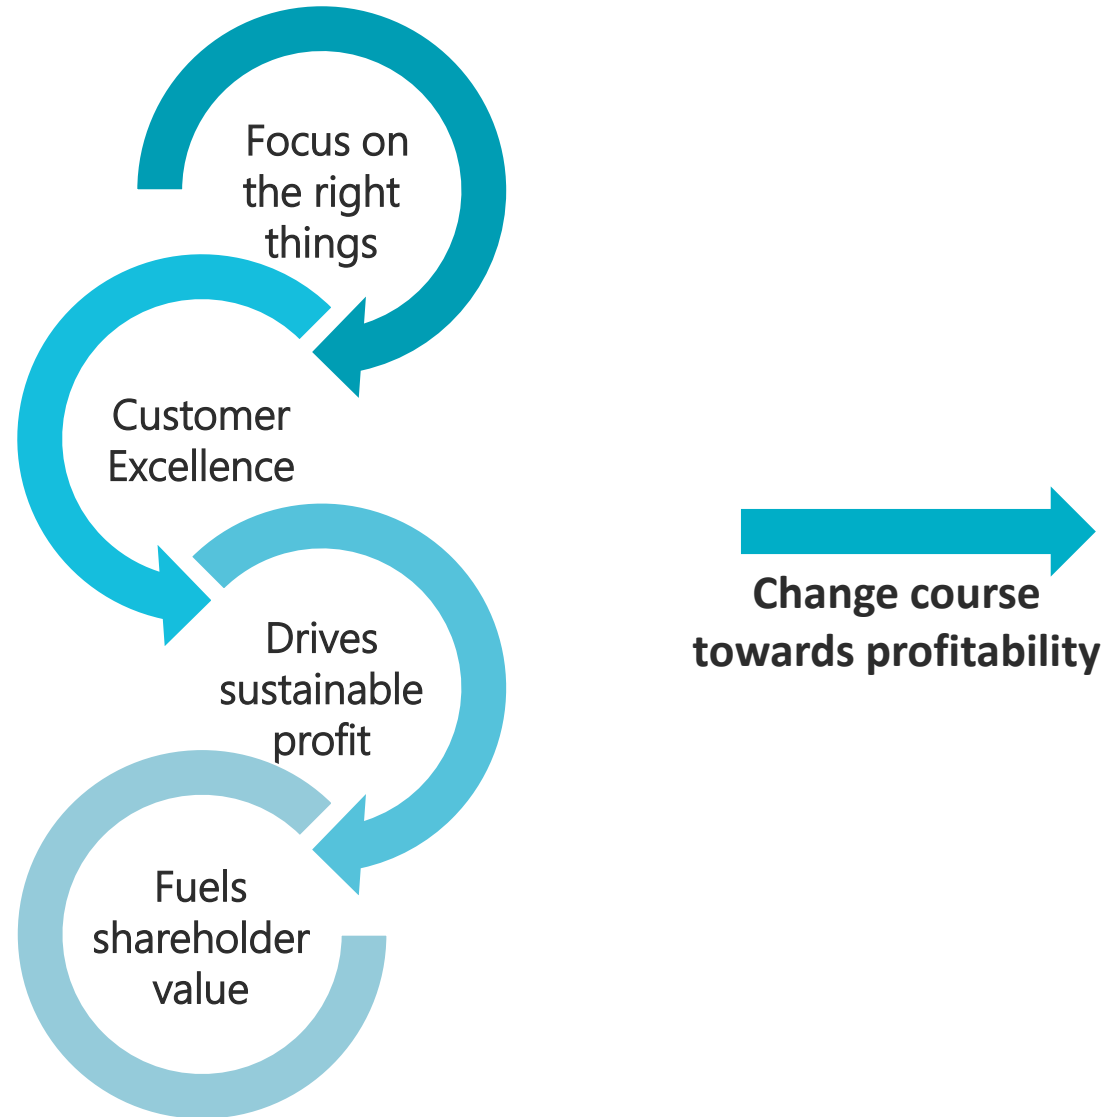 Focus on
the right
things
Customer
Excellence
Drives
sustainable
profit
Fuels
shareholder
value
Change course
towards profitability